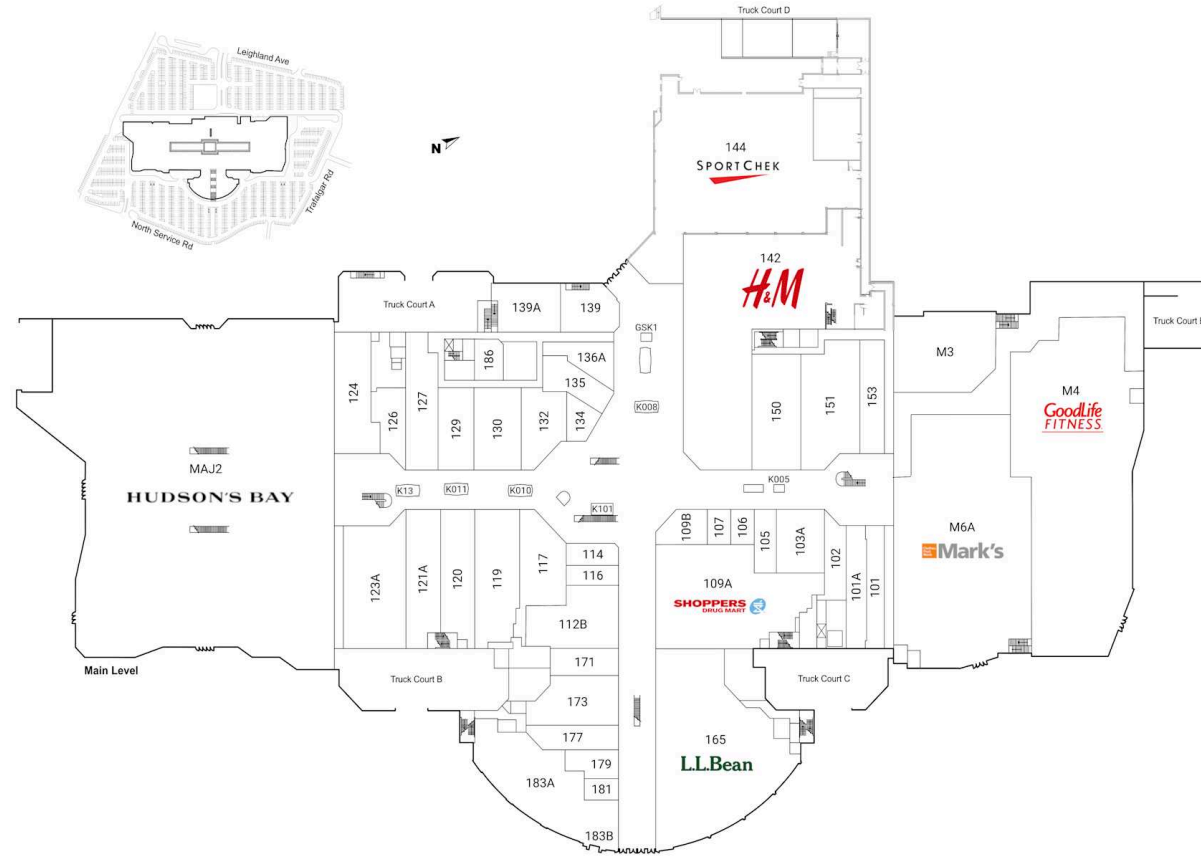 Truck Court D
Leighland Ave
N
Trafalgar Rd
North Service Rd
144
SPORTCHEK
142
H&M
Truck Court A
139A
139
GSK1
Truck Court
M3
M4
GoodLife
FITNESS
186
136A
135
124
126
127
129
130
132
134
K008
150
151
153
MAJ2
HUDSON'S BAY
K13
K011
K010
K101
K005
M6A
Mark's
123A
121A
120
119
117
114
116
112B
109B
107
106
105
103A
102
101A
101
109A
SHOPPERS
DRUG MART
Main Level
Truck Court B
171
173
177
179
181
183A
183B
Truck Court C
165
L.L.Bean